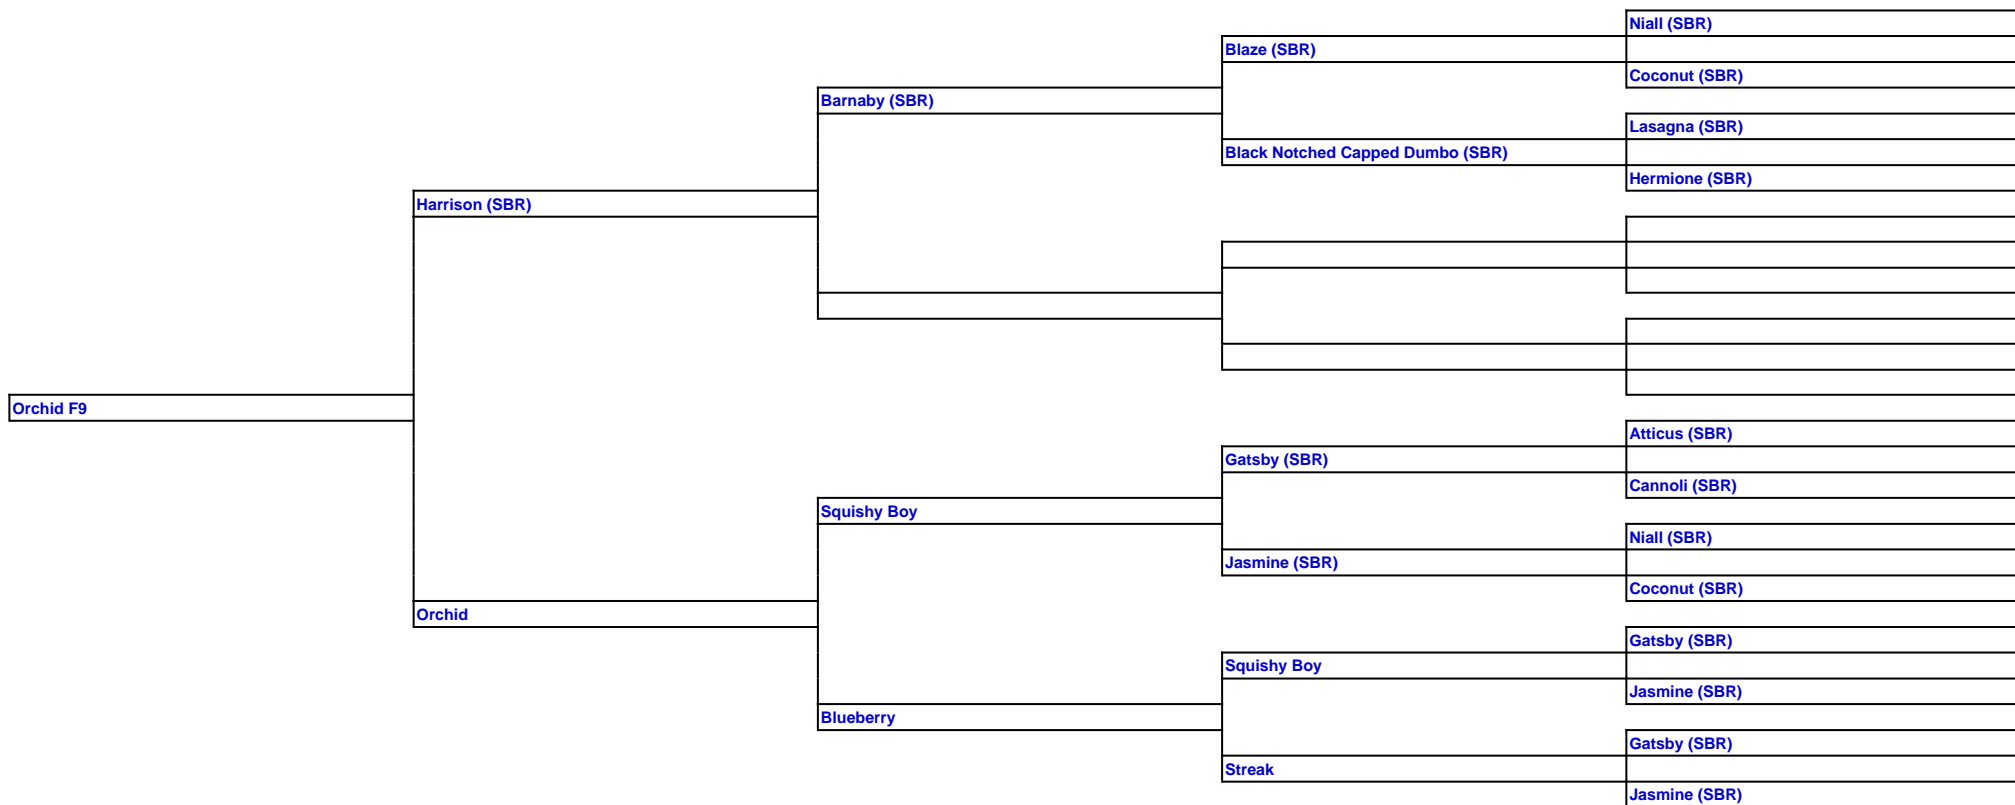 Niall (SBR)
Blaze (SBR)
Coconut (SBR)
Barnaby (SBR)
Lasagna (SBR)
Black Notched Capped Dumbo (SBR)
Hermione (SBR)
Harrison (SBR)
Orchid F9
Atticus (SBR)
Gatsby (SBR)
Cannoli (SBR)
Squishy Boy
Niall (SBR)
Jasmine (SBR)
Coconut (SBR)
Orchid
Gatsby (SBR)
Squishy Boy
Jasmine (SBR)
Blueberry
Gatsby (SBR)
Streak
Jasmine (SBR)